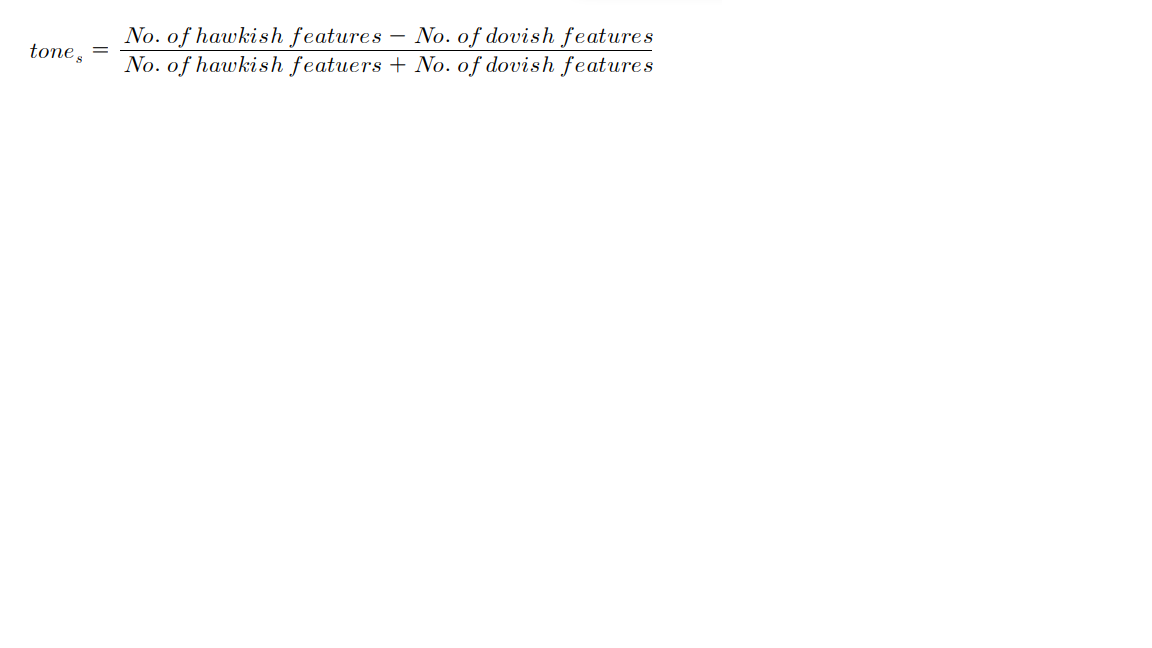 No. of hawkish features − No. of dovish features
tone_s =
No. of hawkish featuers + No. of dovish features